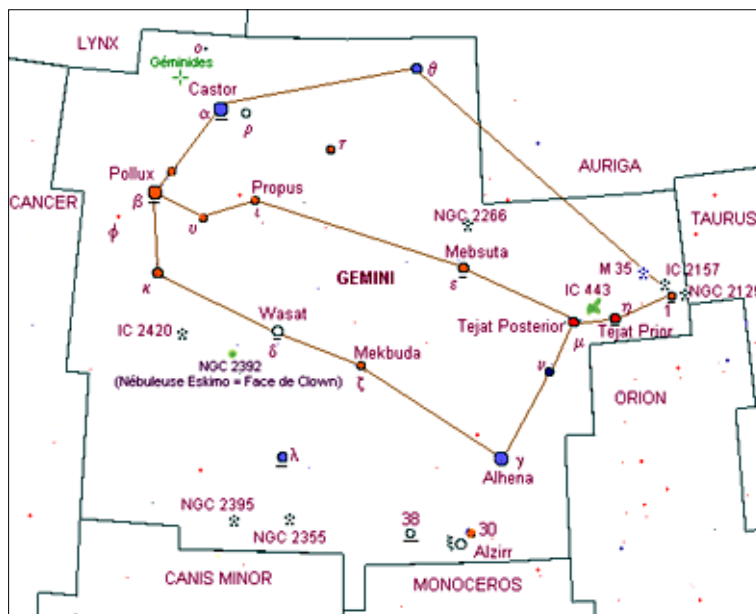 LYNX
ο
Géminides
Castor
α
ρ
θ
τ
AURIGA
Pollux
β
Propus
ι
υ
CANCER
ϕ
TAURUS
NGC 2266
Mebsuta
ε
M 35
IC 2157
NGC 2129
GEMINI
IC 443
κ
η
1
Wasat
δ
Tejat Posterior
μ
Tejat Prior
IC 2420
Mekbuda
ζ
ν
NGC 2392
(Nébuleuse Eskimo = Face de Clown)
ORION
λ
γ
Alhena
NGC 2395
NGC 2355
38
30
ξ
Alzirr
CANIS MINOR
MONOCEROS